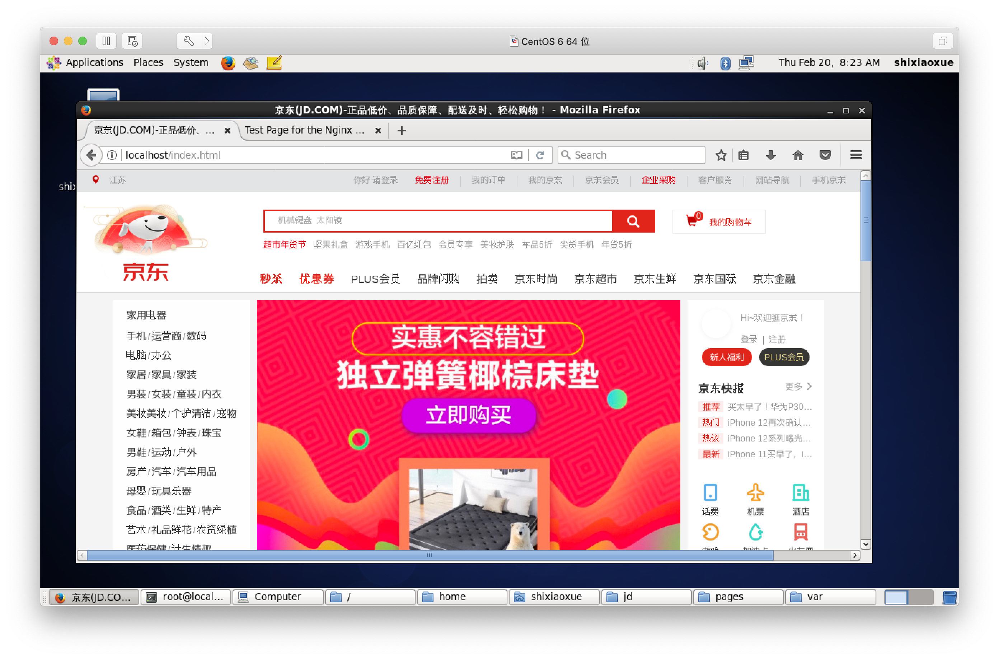 CentOS 6 64 位
Applications Places System
Thu Feb 20, 8:23 AM shixiaoxue
shix
京东(JD.COM)-正品低价、品质保障、配送及时、轻松购物！ - Mozilla Firefox
京东(JD.COM)-正品低价、... Test Page for the Nginx ...
localhost/index.html Search
江苏 你好 请登录 免费注册 我的订单 我的京东 京东会员 企业采购 客户服务 网站导航 手机京东
机械键盘 太阳镜
0
我的购物车
超市年货节 坚果礼盒 游戏手机 百亿红包 会员专享 美妆护肤 车品5折 尖货手机 年货5折
京东
秒杀 优惠券 PLUS会员 品牌闪购 拍卖 京东时尚 京东超市 京东生鲜 京东国际 京东金融
家用电器
手机/运营商/数码
电脑/办公
家居/家具/家装
男装/女装/童装/内衣
美妆美妆/个护清洁/宠物
女鞋/箱包/钟表/珠宝
男鞋/运动/户外
房产/汽车/汽车用品
母婴/玩具乐器
食品/酒类/生鲜/特产
艺术/礼品鲜花/农资绿植
医药保健/计生情趣
实惠不容错过
独立弹簧椰棕床垫
立即购买
Hi~欢迎逛京东！
登录 | 注册
新人福利 PLUS会员
京东快报 更多
推荐 买太早了！华为P30...
热门 iPhone 12再次确认...
热议 iPhone 12系列曝光...
最新 iPhone 11买早了，i...
话费 机票 酒店
游戏 加油卡 火车票
京东(JD.CO... root@local... Computer / home shixiaoxue jd pages var